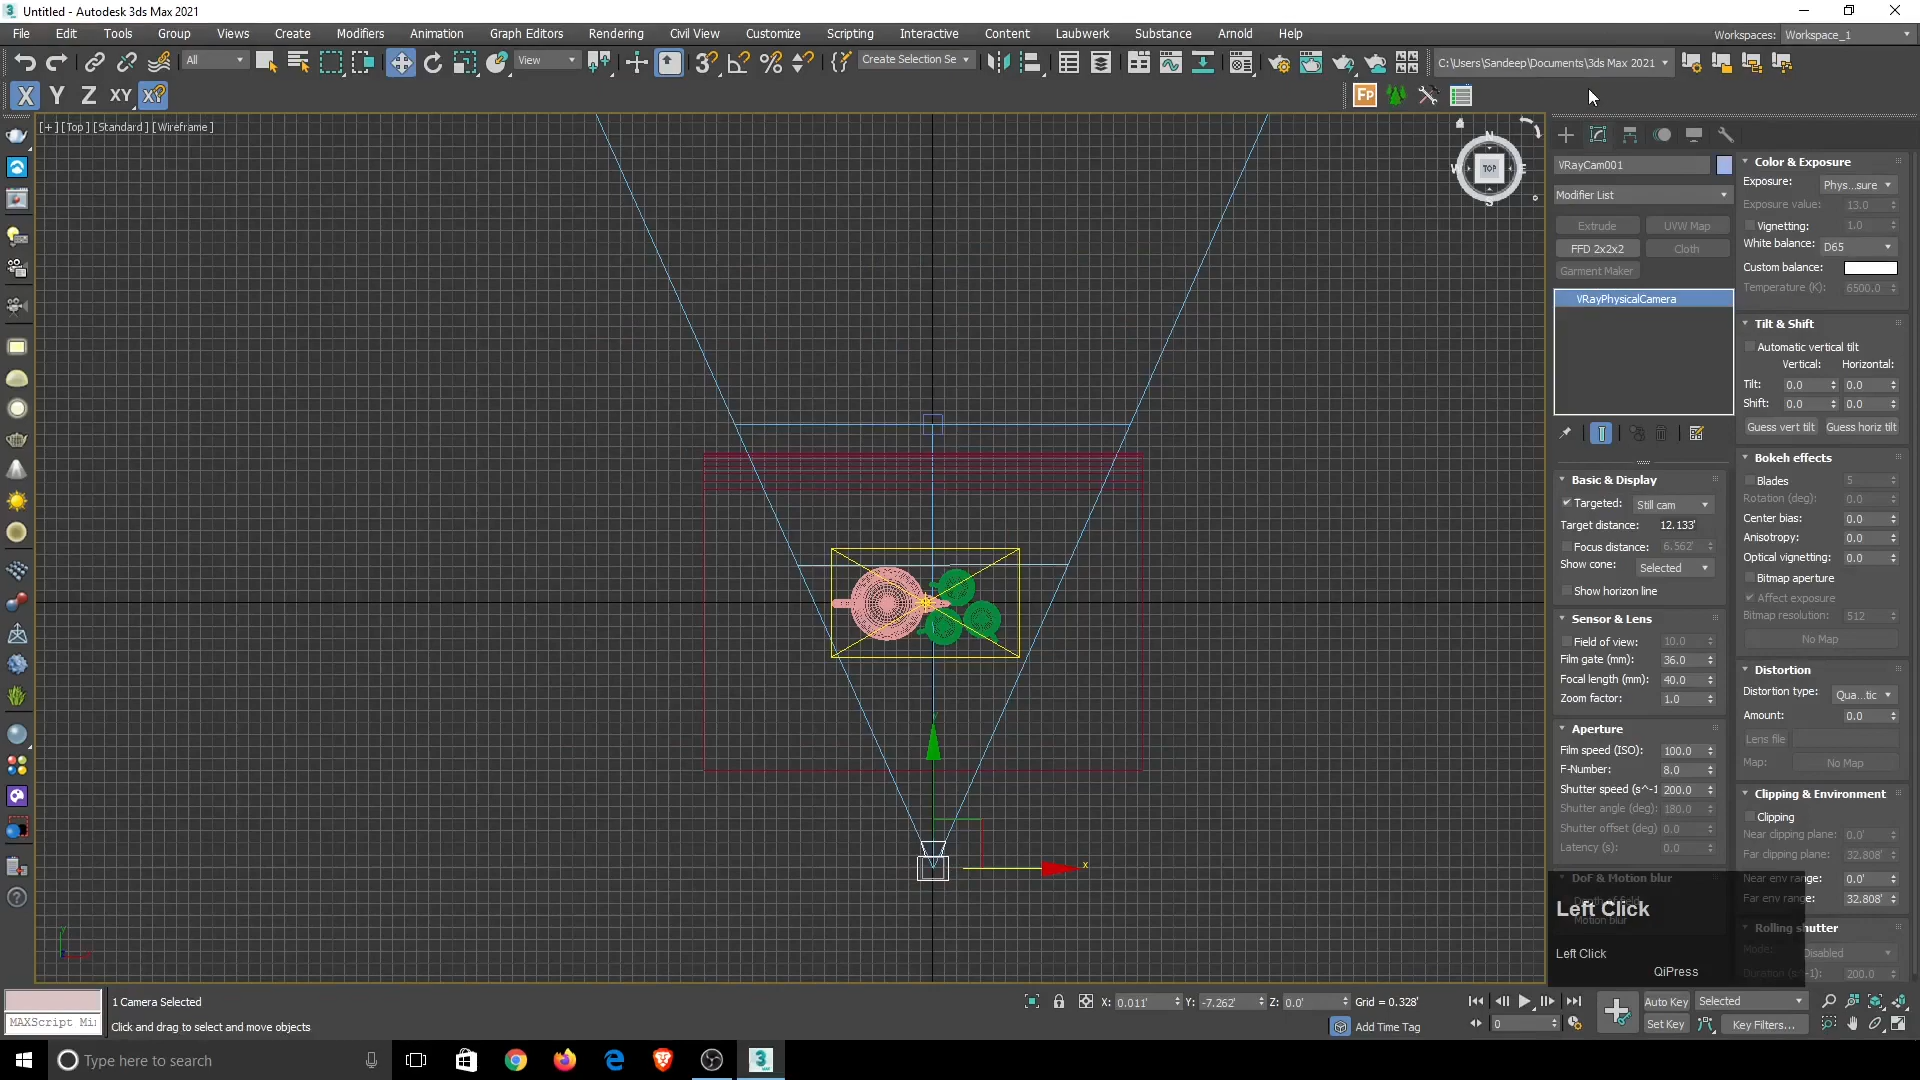 Untitled - Autodesk 3ds Max 2021
File Edit Tools Group Views Create Modifiers Animation Graph Editors Rendering Civil View Customize Scripting Interactive Content Laubwerk Substance Arnold Help
Workspaces: Workspace_1
All View Create Selection Se C:\Users\Sandeep\Documents\3ds Max 2021
X Y Z XY XY
Fp
[+] [Top] [Standard] [Wireframe]
N
W TOP E
S
VRayCam001
Modifier List
Extrude UVW Map
FFD 2x2x2 Cloth
Garment Maker
VRayPhysicalCamera
Basic & Display
Targeted: Still cam
Target distance: 12.133'
Focus distance: 6.562'
Show cone: Selected
Show horizon line
Sensor & Lens
Field of view: 10.0
Film gate (mm): 36.0
Focal length (mm): 40.0
Zoom factor: 1.0
Aperture
Film speed (ISO): 100.0
F-Number: 8.0
Shutter speed (s^-1 200.0
Shutter angle (deg): 180.0
Shutter offset (deg) 0.0
Latency (s): 0.0
DoF & Motion blur
Depth of field
Motion blur
Color & Exposure
Exposure: Phys...sure
Exposure value: 13.0
Vignetting: 1.0
White balance: D65
Custom balance:
Temperature (K): 6500.0
Tilt & Shift
Automatic vertical tilt
Vertical: Horizontal:
Tilt: 0.0 0.0
Shift: 0.0 0.0
Guess vert tilt Guess horiz tilt
Bokeh effects
Blades 5
Rotation (deg): 0.0
Center bias: 0.0
Anisotropy: 0.0
Optical vignetting: 0.0
Bitmap aperture
Affect exposure
Bitmap resolution: 512
No Map
Distortion
Distortion type: Qua...tic
Amount: 0.0
Lens file
Map: No Map
Clipping & Environment
Clipping
Near clipping plane: 0.0'
Far clipping plane: 32.808'
Near env range: 0.0'
Far env range: 32.808'
Rolling shutter
Mode: Disabled
Duration (s^-1): 200.0
Left Click
Left Click
QiPress
y
x
MAXScript Mi
1 Camera Selected
Click and drag to select and move objects
X: 0.011' Y: -7.262' Z: 0.0' Grid = 0.328'
Add Time Tag
0
Auto Key Selected
Set Key Key Filters...
Type here to search
3